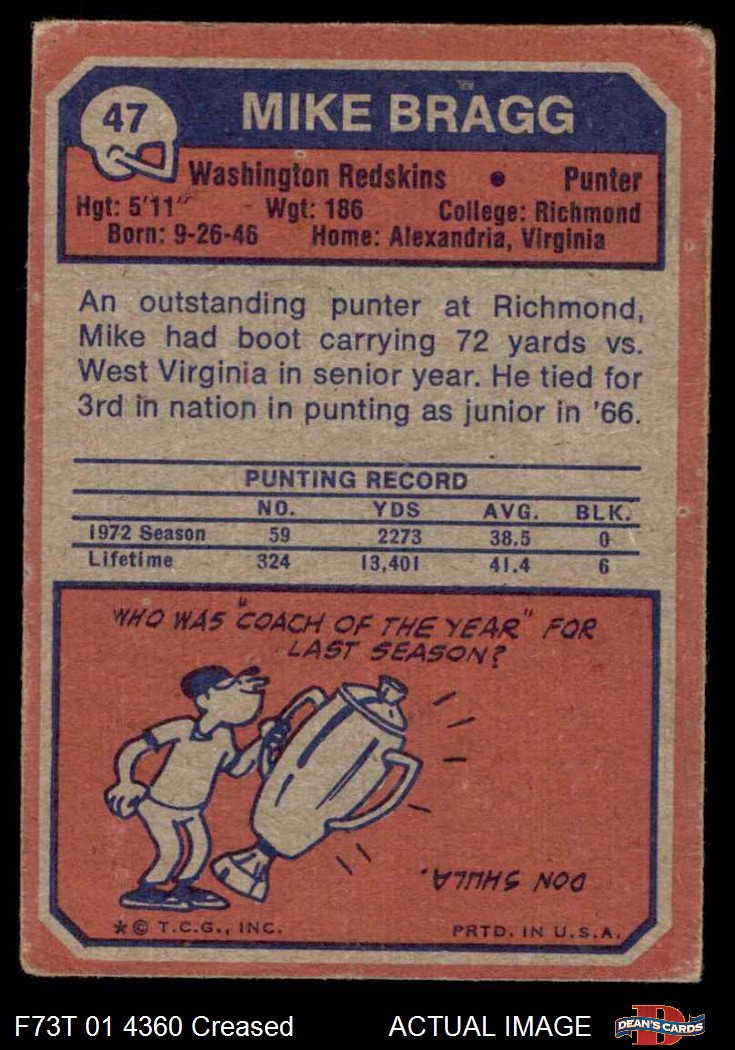 47
MIKE BRAGG
Washington Redskins • Punter
Hgt: 5'11" Wgt: 186 College: Richmond
Born: 9-26-46 Home: Alexandria, Virginia
An outstanding punter at Richmond,
Mike had boot carrying 72 yards vs.
West Virginia in senior year. He tied for
3rd in nation in punting as junior in '66.
PUNTING RECORD
NO. YDS AVG. BLK.
1972 Season 59 2273 38.5 0
Lifetime 324 13,401 41.4 6
WHO WAS "COACH OF THE YEAR" FOR
LAST SEASON?
DON SHULA.
*© T.C.G., INC. PRTD. IN U.S.A.
F73T 01 4360 Creased ACTUAL IMAGE
D
DEAN'S CARDS